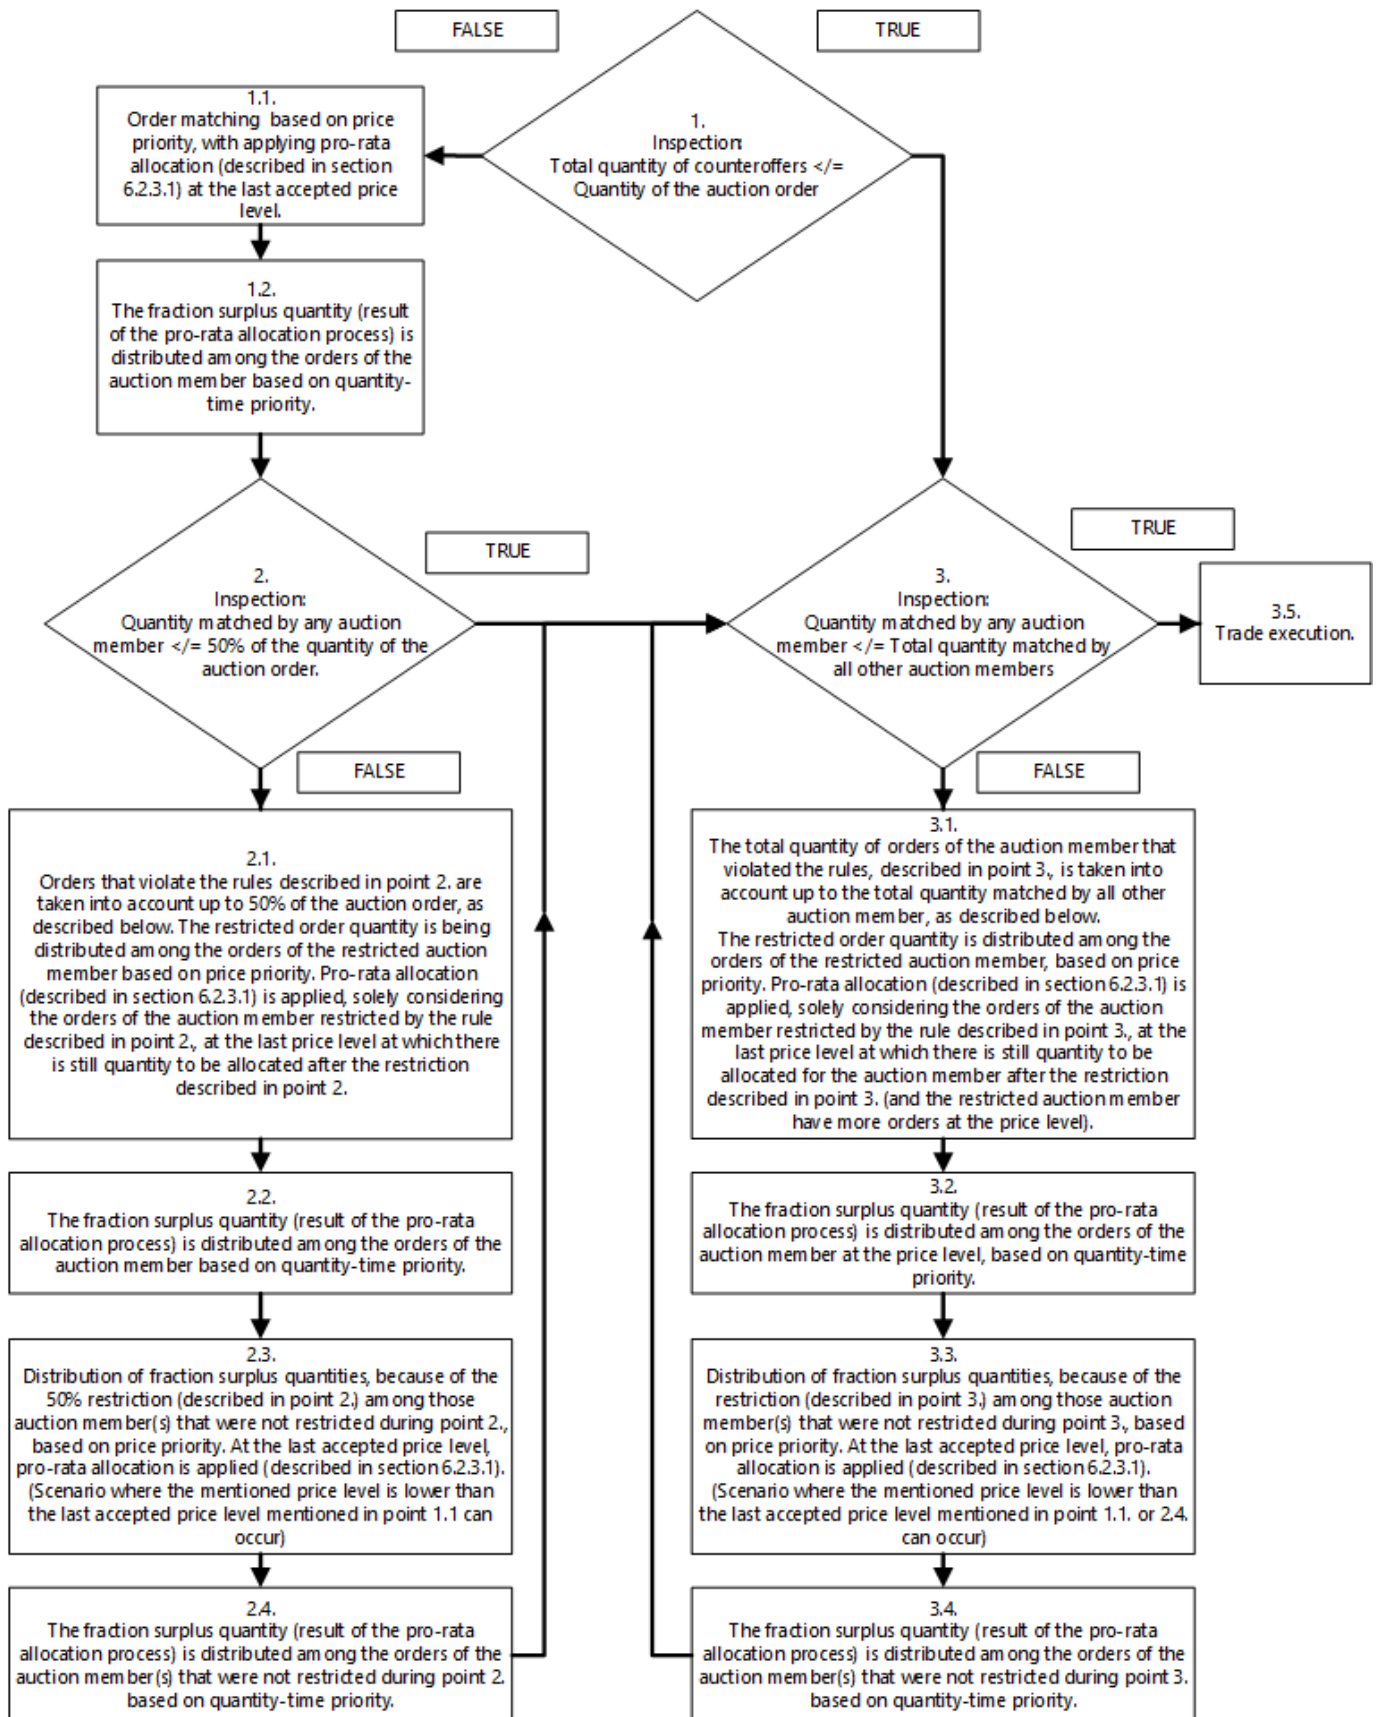 FALSE
TRUE
1.
Inspection:
Total quantity of counteroffers </=
Quantity of the auction order
1.1.
Order matching based on price
priority, with applying pro-rata
allocation (described in section
6.2.3.1) at the last accepted price
level.
1.2.
The fraction surplus quantity (result
of the pro-rata allocation process) is
distributed among the orders of the
auction member based on quantity-
time priority.
2.
Inspection:
Quantity matched by any auction
member </= 50% of the quantity of the
auction order.
TRUE
3.
Inspection:
Quantity matched by any auction
member </= Total quantity matched by
all other auction members
TRUE
3.5.
Trade execution.
FALSE
FALSE
2.1.
Orders that violate the rules described in point 2. are
taken into account up to 50% of the auction order, as
described below. The restricted order quantity is being
distributed among the orders of the restricted auction
member based on price priority. Pro-rata allocation
(described in section 6.2.3.1) is applied, solely considering
the orders of the auction member restricted by the rule
described in point 2., at the last price level at which there
is still quantity to be allocated after the restriction
described in point 2.
2.2.
The fraction surplus quantity (result of the pro-rata
allocation process) is distributed among the orders of the
auction member based on quantity-time priority.
2.3.
Distribution of fraction surplus quantities, because of the
50% restriction (described in point 2.) among those
auction member(s) that were not restricted during point 2.,
based on price priority. At the last accepted price level,
pro-rata allocation is applied (described in section 6.2.3.1).
(Scenario where the mentioned price level is lower than
the last accepted price level mentioned in point 1.1 can
occur)
2.4.
The fraction surplus quantity (result of the pro-rata
allocation process) is distributed among the orders of the
auction member(s) that were not restricted during point 2.
based on quantity-time priority.
3.1.
The total quantity of orders of the auction member that
violated the rules, described in point 3., is taken into
account up to the total quantity matched by all other
auction member, as described below.
The restricted order quantity is distributed among the
orders of the restricted auction member, based on price
priority. Pro-rata allocation (described in section 6.2.3.1) is
applied, solely considering the orders of the auction
member restricted by the rule described in point 3., at the
last price level at which there is still quantity to be
allocated for the auction member after the restriction
described in point 3. (and the restricted auction member
have more orders at the price level).
3.2.
The fraction surplus quantity (result of the pro-rata
allocation process) is distributed among the orders of the
auction member at the price level, based on quantity-time
priority.
3.3.
Distribution of fraction surplus quantities, because of the
restriction (described in point 3.) among those auction
member(s) that were not restricted during point 3., based
on price priority. At the last accepted price level, pro-rata
allocation is applied (described in section 6.2.3.1).
(Scenario where the mentioned price level is lower than
the last accepted price level mentioned in point 1.1. or 2.4.
can occur)
3.4.
The fraction surplus quantity (result of the pro-rata
allocation process) is distributed among the orders of the
auction member(s) that were not restricted during point 3.
based on quantity-time priority.